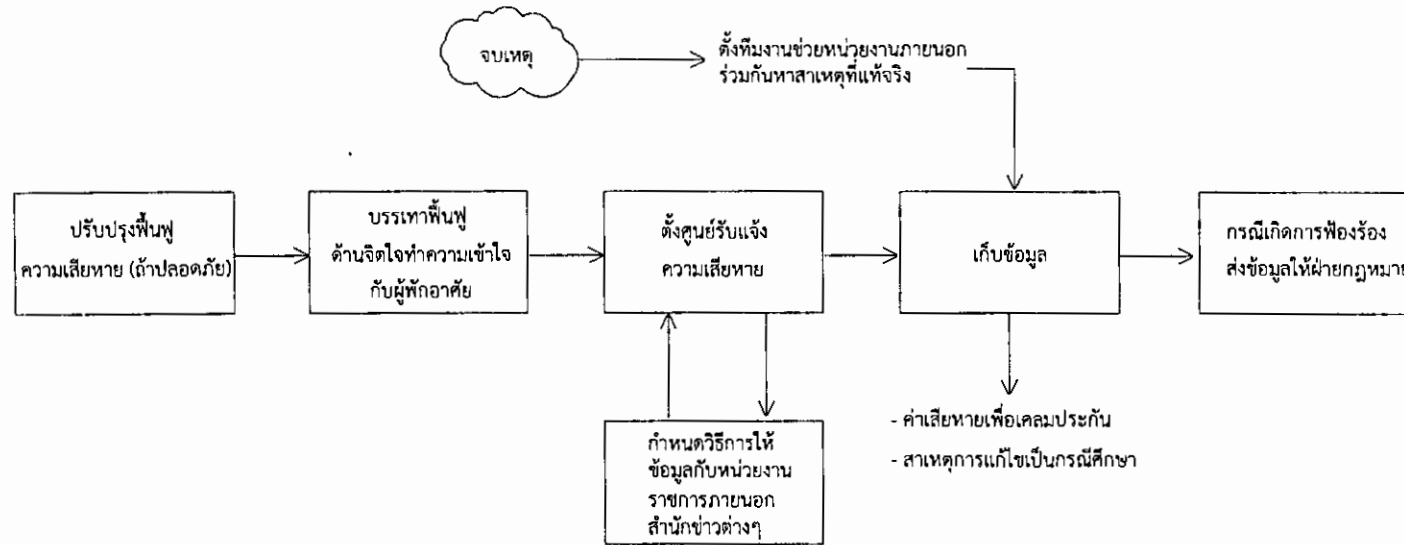 จบเหตุ
ตั้งทีมงานช่วยหน่วยงานภายนอก
ร่วมกันหาสาเหตุที่แท้จริง
ปรับปรุงฟื้นฟู
ความเสียหาย (ถ้าปลอดภัย)
บรรเทาฟื้นฟู
ด้านจิตใจทำความเข้าใจ
กับผู้พักอาศัย
ตั้งศูนย์รับแจ้ง
ความเสียหาย
เก็บข้อมูล
กรณีเกิดการฟ้องร้อง
ส่งข้อมูลให้ฝ่ายกฎหมาย
กำหนดวิธีการให้
ข้อมูลกับหน่วยงาน
ราชการภายนอก
สำนักข่าวต่างๆ
- ค่าเสียหายเพื่อเคลมประกัน
- สาเหตุการแก้ไขเป็นกรณีศึกษา